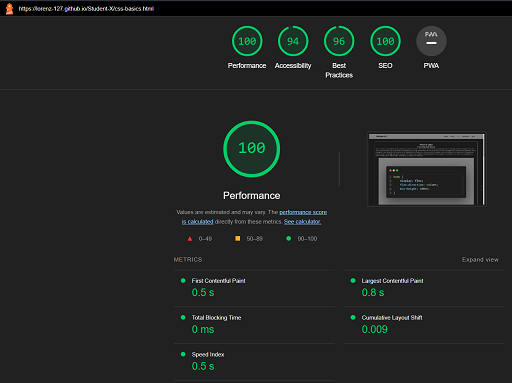 https://lorenz-127.github.io/Student-X/css-basics.html
100 94 96 100
Performance Accessibility Best Practices SEO PWA
100
Performance
Values are estimated and may vary. The performance score
is calculated directly from these metrics. See calculator.
0–49 50–89 90–100
METRICS Expand view
First Contentful Paint
0.5 s
Largest Contentful Paint
0.8 s
Total Blocking Time
0 ms
Cumulative Layout Shift
0.009
Speed Index
0.5 s